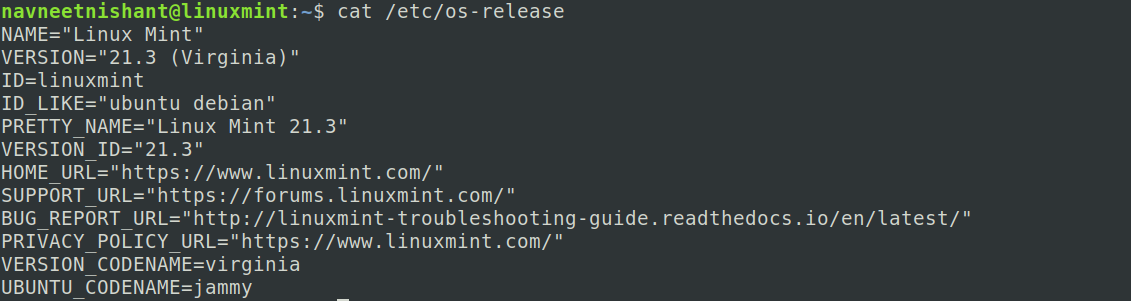 navneetnishant@linuxmint:~$ cat /etc/os-release
NAME="Linux Mint"
VERSION="21.3 (Virginia)"
ID=linuxmint
ID_LIKE="ubuntu debian"
PRETTY_NAME="Linux Mint 21.3"
VERSION_ID="21.3"
HOME_URL="https://www.linuxmint.com/"
SUPPORT_URL="https://forums.linuxmint.com/"
BUG_REPORT_URL="http://linuxmint-troubleshooting-guide.readthedocs.io/en/latest/"
PRIVACY_POLICY_URL="https://www.linuxmint.com/"
VERSION_CODENAME=virginia
UBUNTU_CODENAME=jammy